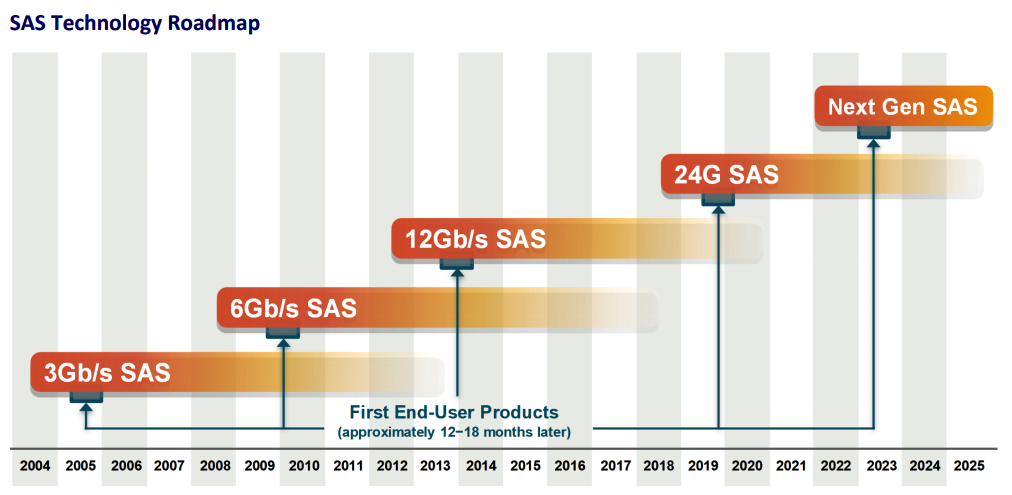 SAS Technology Roadmap
Next Gen SAS
24G SAS
12Gb/s SAS
6Gb/s SAS
3Gb/s SAS
First End-User Products
(approximately 12–18 months later)
2004 2005 2006 2007 2008 2009 2010 2011 2012 2013 2014 2015 2016 2017 2018 2019 2020 2021 2022 2023 2024 2025